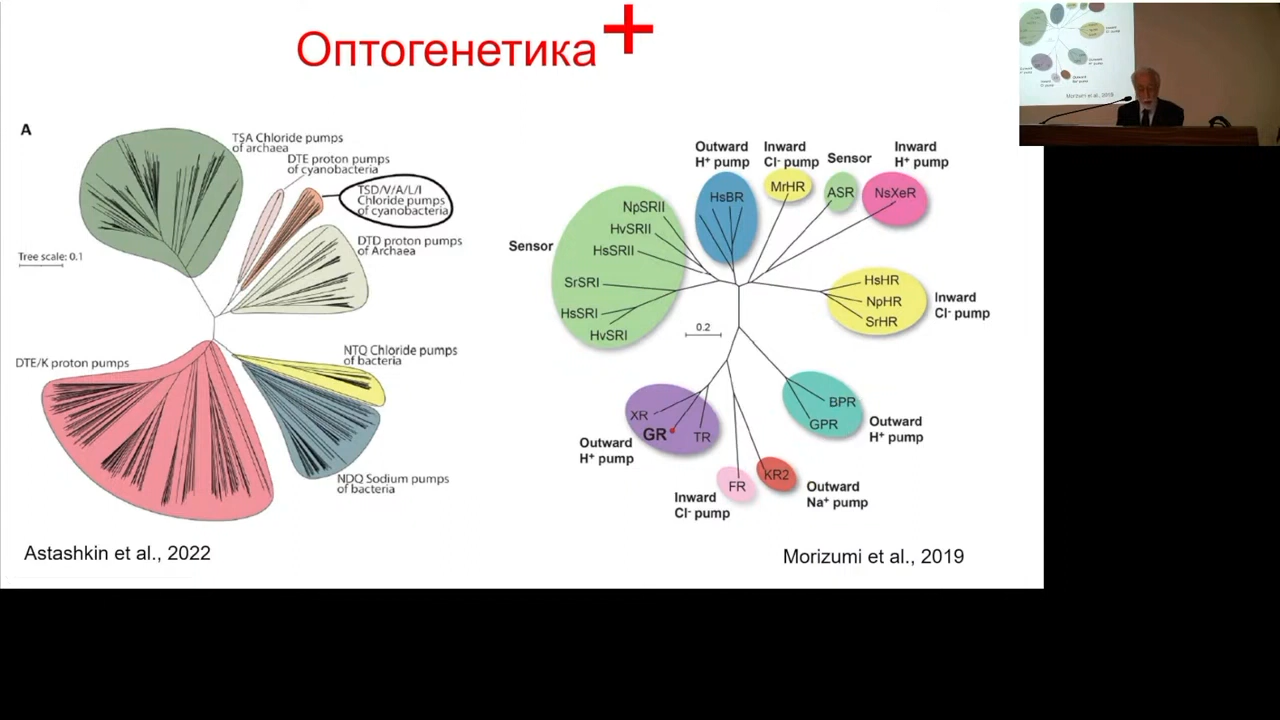 Оптогенетика+
A
TSA Chloride pumps
of archaea
DTE proton pumps
of cyanobacteria
TSD/V/A/L/I
Chloride pumps
of cyanobacteria
DTD proton pumps
of Archaea
Tree scale: 0.1
DTE/K proton pumps
NTQ Chloride pumps
of bacteria
NDQ Sodium pumps
of bacteria
Astashkin et al., 2022
Outward
H⁺ pump
Inward
Cl⁻ pump
Sensor
Inward
H⁺ pump
HsBR
MrHR
ASR
NsXeR
Sensor
NpSRII
HvSRII
HsSRII
SrSRI
HsSRI
HvSRI
0.2
HsHR
NpHR
SrHR
Inward
Cl⁻ pump
XR
GR
TR
Outward
H⁺ pump
BPR
GPR
Outward
H⁺ pump
FR
KR2
Inward
Cl⁻ pump
Outward
Na⁺ pump
Morizumi et al., 2019
Morizumi et al., 2019